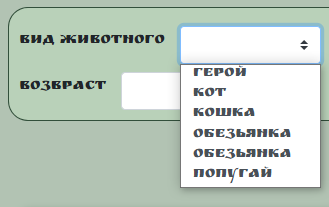 вид животного
возраст
герой
кот
кошка
обезьянка
обезьянка
попугай